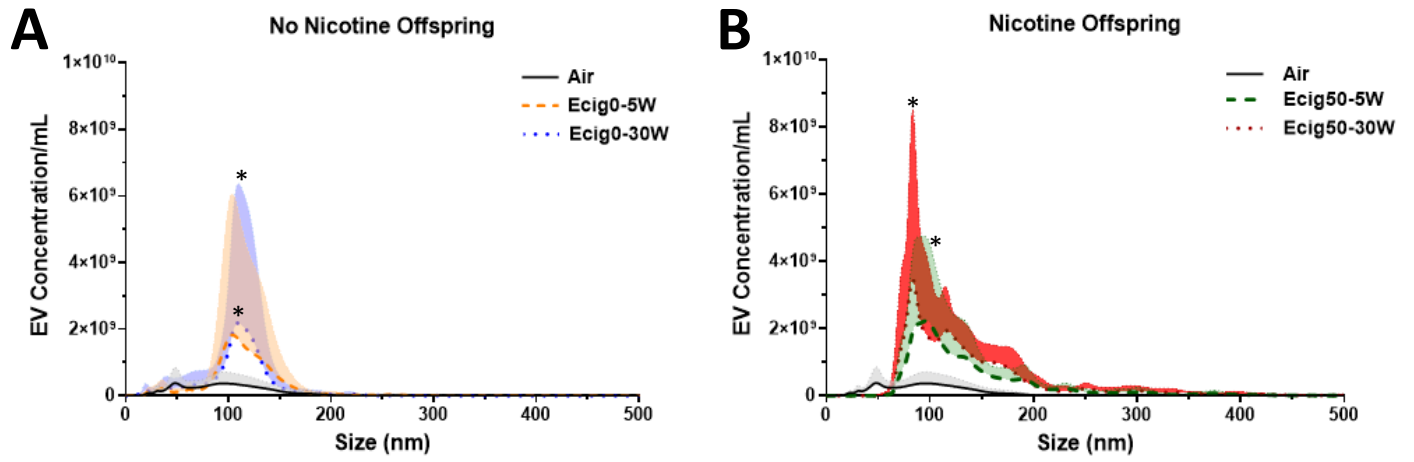 A
No Nicotine Offspring
Air
Ecig0-5W
Ecig0-30W
EV Concentration/mL
1×10¹⁰
8×10⁹
6×10⁹
4×10⁹
2×10⁹
0
*
*
0 100 200 300 400 500
Size (nm)
B
Nicotine Offspring
Air
Ecig50-5W
Ecig50-30W
EV Concentration/mL
1×10¹⁰
8×10⁹
6×10⁹
4×10⁹
2×10⁹
0
*
*
0 100 200 300 400 500
Size (nm)